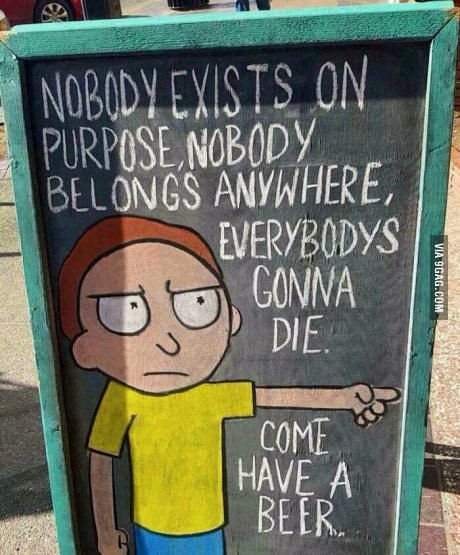 NOBODY EXISTS ON
PURPOSE, NOBODY
BELONGS ANYWHERE,
EVERYBODYS
GONNA
DIE.
COME
HAVE A
BEER.
VIA 9GAG.COM